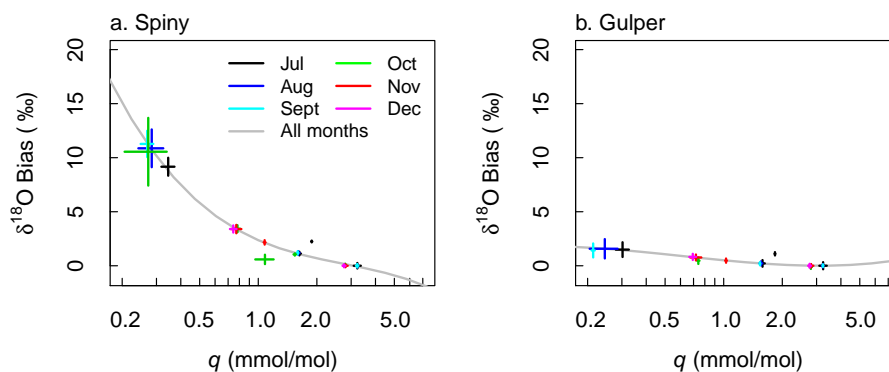 a. Spiny
δ18O Bias ( ‰)
20
15
10
5
0
Jul
Aug
Sept
All months
Oct
Nov
Dec
0.2
0.5
1.0
2.0
5.0
q (mmol/mol)
b. Gulper
δ18O Bias ( ‰)
20
15
10
5
0
0.2
0.5
1.0
2.0
5.0
q (mmol/mol)